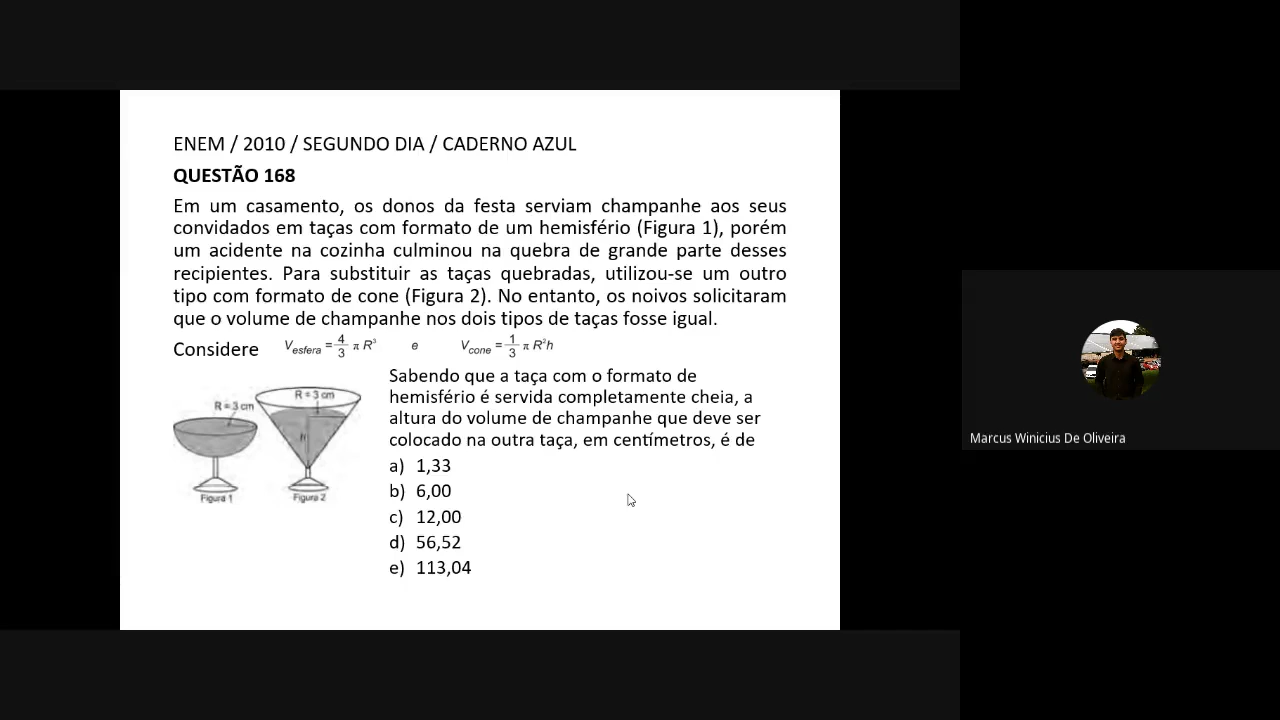 ENEM / 2010 / SEGUNDO DIA / CADERNO AZUL
QUESTÃO 168
Em um casamento, os donos da festa serviam champanhe aos seus
convidados em taças com formato de um hemisfério (Figura 1), porém
um acidente na cozinha culminou na quebra de grande parte desses
recipientes. Para substituir as taças quebradas, utilizou-se um outro
tipo com formato de cone (Figura 2). No entanto, os noivos solicitaram
que o volume de champanhe nos dois tipos de taças fosse igual.
Considere V_esfera = 4/3 π R³ e V_cone = 1/3 π R²h
Sabendo que a taça com o formato de
hemisfério é servida completamente cheia, a
altura do volume de champanhe que deve ser
colocado na outra taça, em centímetros, é de
a) 1,33
b) 6,00
c) 12,00
d) 56,52
e) 113,04
R = 3 cm
R = 3 cm
h
Figura 1
Figura 2
Marcus Winicius De Oliveira